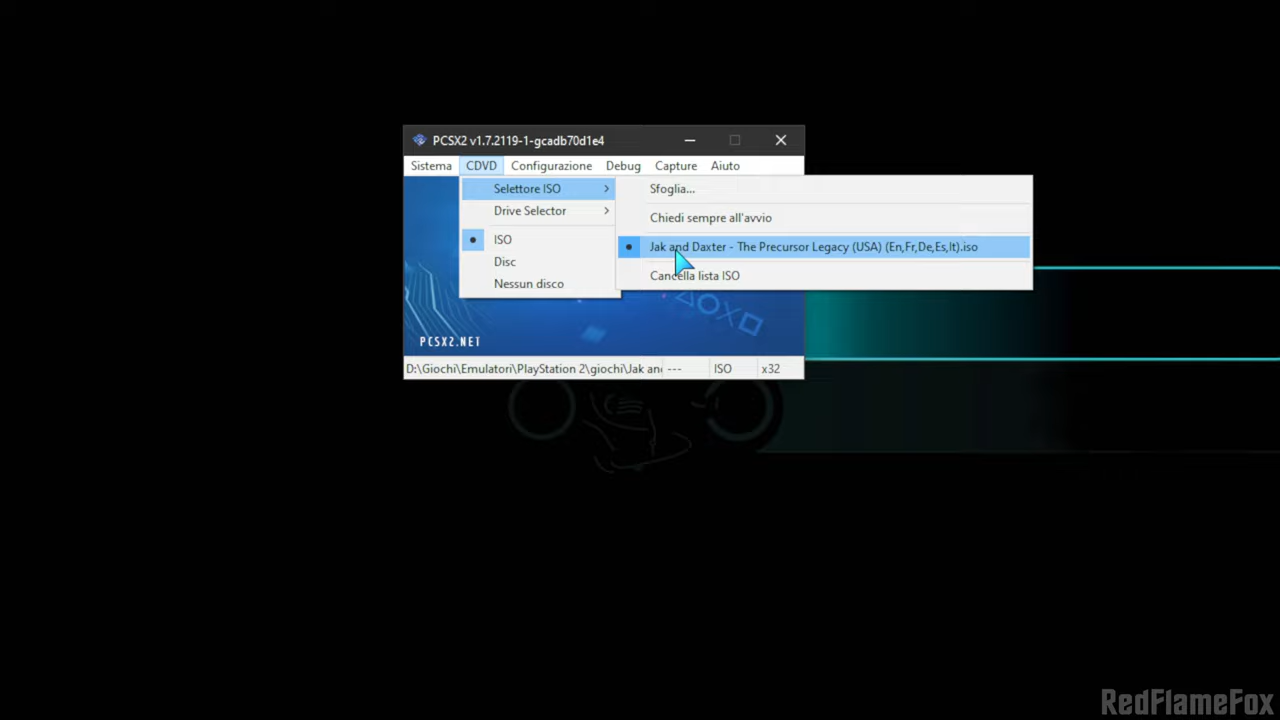 PCSX2 v1.7.2119-1-gcadb70d1e4
Sistema CDVD Configurazione Debug Capture Aiuto
Selettore ISO
Drive Selector
ISO
Disc
Nessun disco
Sfoglia...
Chiedi sempre all'avvio
Jak and Daxter - The Precursor Legacy (USA) (En,Fr,De,Es,It).iso
Cancella lista ISO
PCSX2.NET
D:\Giochi\Emulatori\PlayStation 2\giochi\Jak an --- ISO x32
RedFlameFox